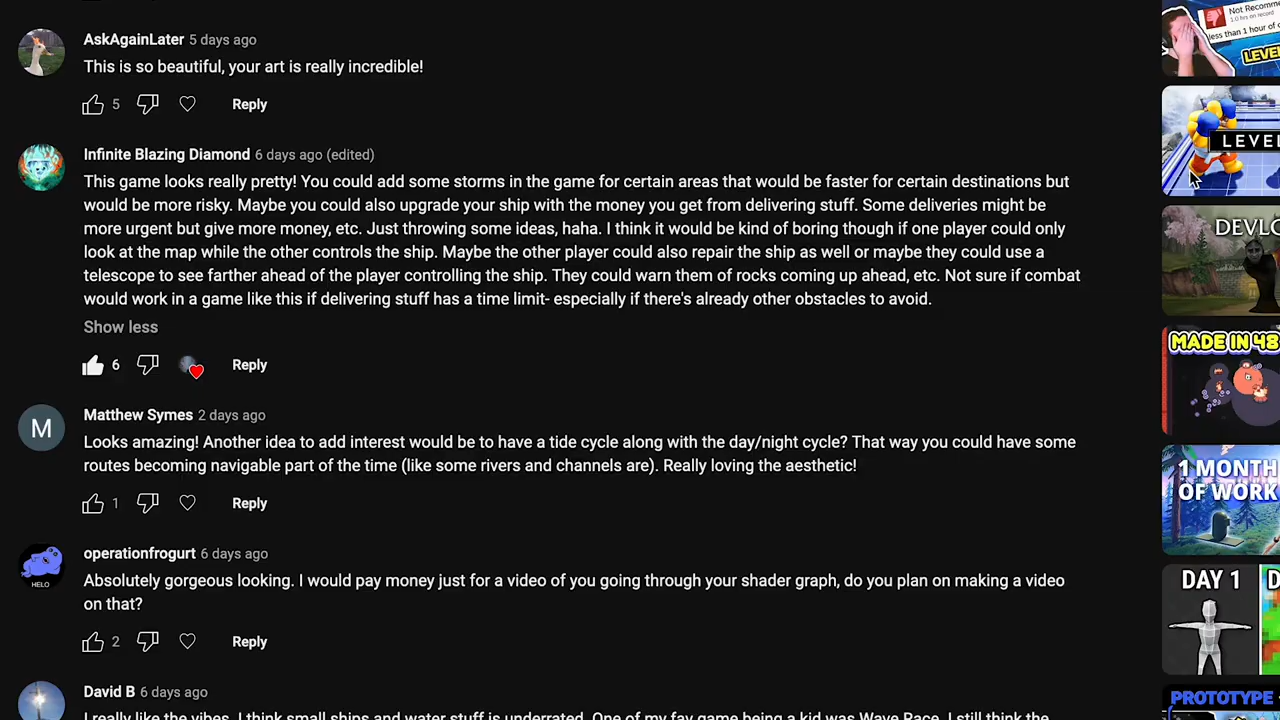 AskAgainLater 5 days ago
This is so beautiful, your art is really incredible!
5 Reply
Infinite Blazing Diamond 6 days ago (edited)
This game looks really pretty! You could add some storms in the game for certain areas that would be faster for certain destinations but
would be more risky. Maybe you could also upgrade your ship with the money you get from delivering stuff. Some deliveries might be
more urgent but give more money, etc. Just throwing some ideas, haha. I think it would be kind of boring though if one player could only
look at the map while the other controls the ship. Maybe the other player could also repair the ship as well or maybe they could use a
telescope to see farther ahead of the player controlling the ship. They could warn them of rocks coming up ahead, etc. Not sure if combat
would work in a game like this if delivering stuff has a time limit- especially if there's already other obstacles to avoid.
Show less
6 Reply
M
Matthew Symes 2 days ago
Looks amazing! Another idea to add interest would be to have a tide cycle along with the day/night cycle? That way you could have some
routes becoming navigable part of the time (like some rivers and channels are). Really loving the aesthetic!
1 Reply
HELO
operationfrogurt 6 days ago
Absolutely gorgeous looking. I would pay money just for a video of you going through your shader graph, do you plan on making a video
on that?
2 Reply
David B 6 days ago
I really like the vibes. I think small ships and water stuff is One of my fav game being a kid was Wave Race. I still think the
Not Recomme
1.0 hrs on record
less than 1 hour of
LEVEL
LEVEL
DEVLO
MADE IN 48
1 MONTH
OF WORK
DAY 1
PROTOTYPE